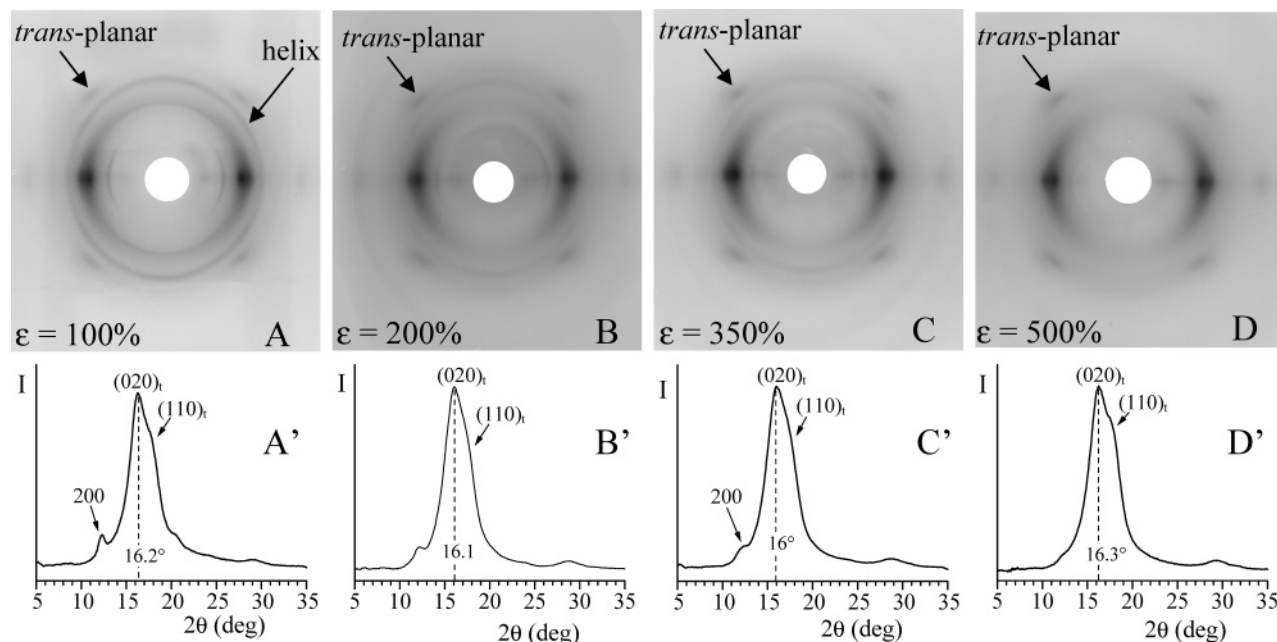 trans-planar
helix
ε = 100%
A
trans-planar
ε = 200%
B
trans-planar
ε = 350%
C
trans-planar
ε = 500%
D
I
(020)t
(110)t
200
16.2°
A’
5 10 15 20 25 30 35
2θ (deg)
I
(020)t
(110)t
16.1
B’
5 10 15 20 25 30 35
2θ (deg)
I
(020)t
(110)t
200
16°
C’
5 10 15 20 25 30 35
2θ (deg)
I
(020)t
(110)t
16.3°
D’
5 10 15 20 25 30 35
2θ (deg)